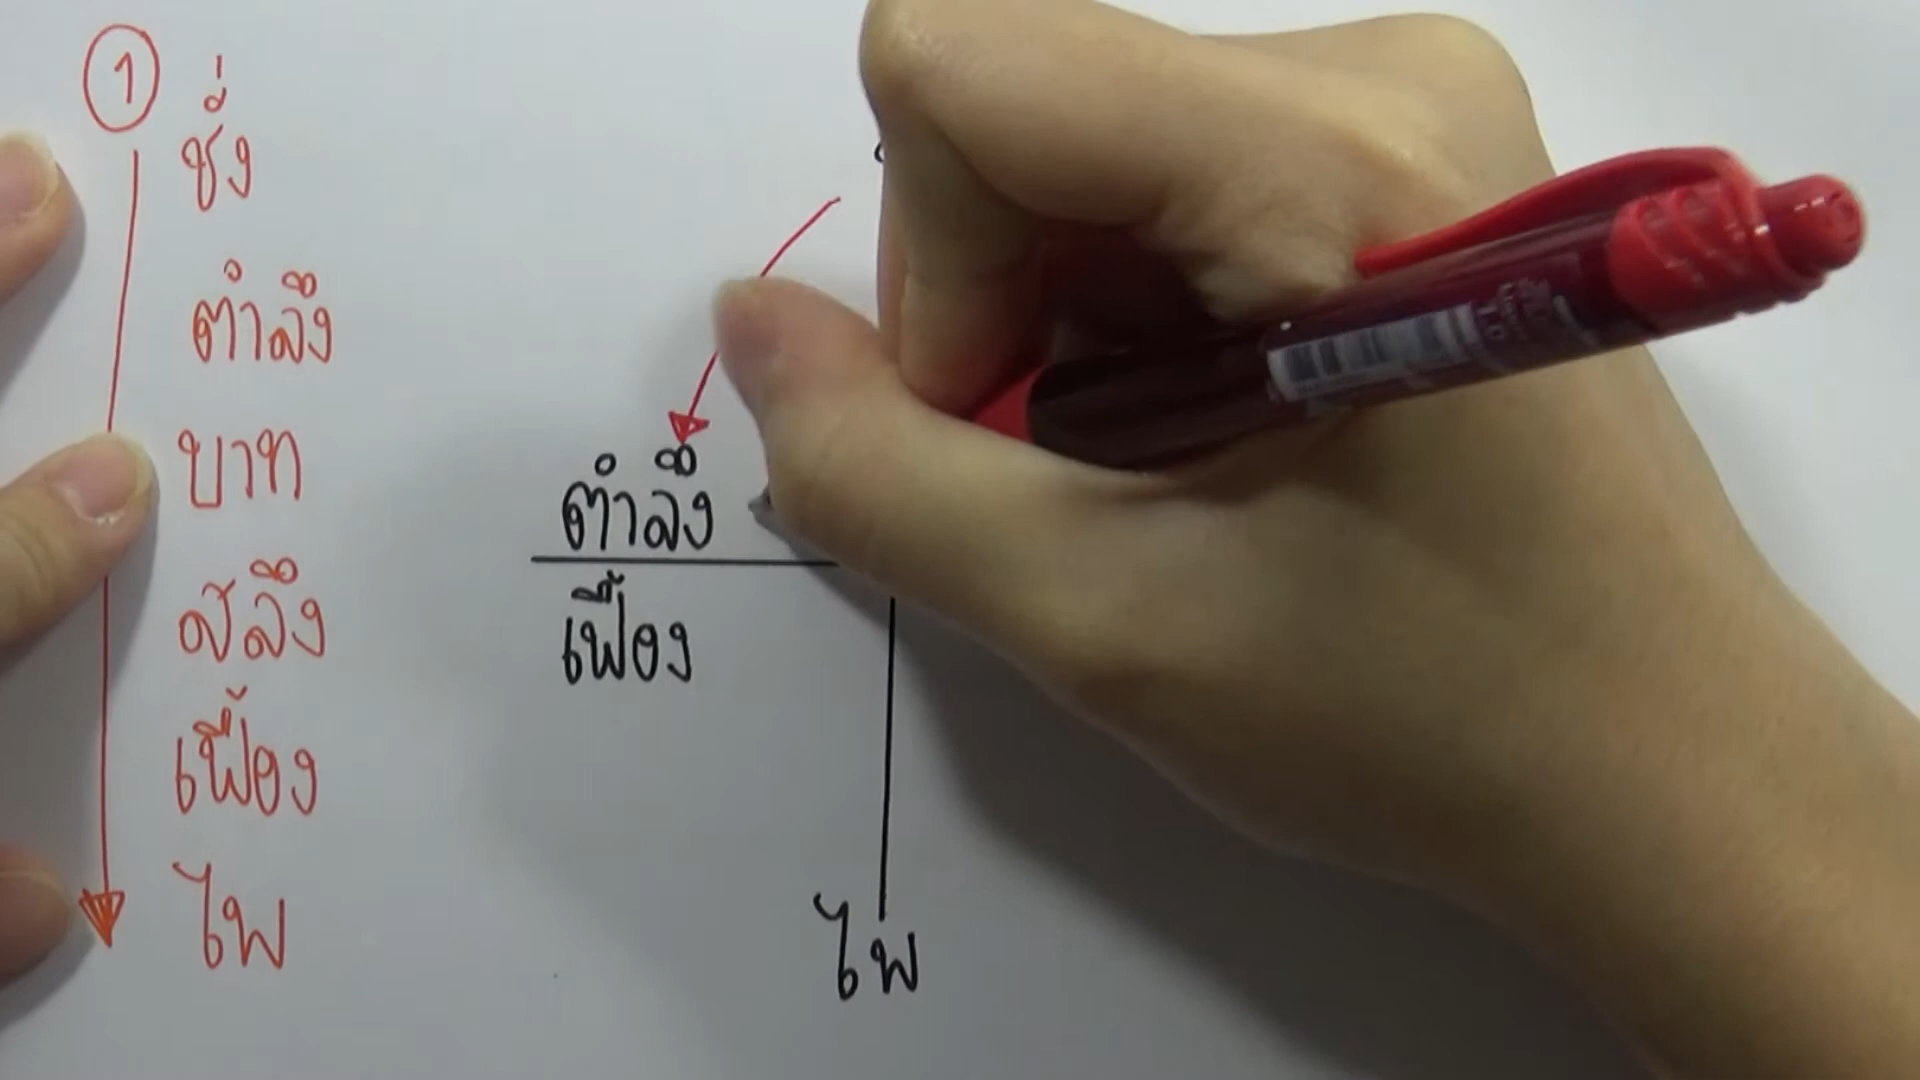 1
ชั่ง
ตำลึง
บาท
สลึง
เฟื้อง
ไพ
ตำลึง
เฟื้อง
ไพ